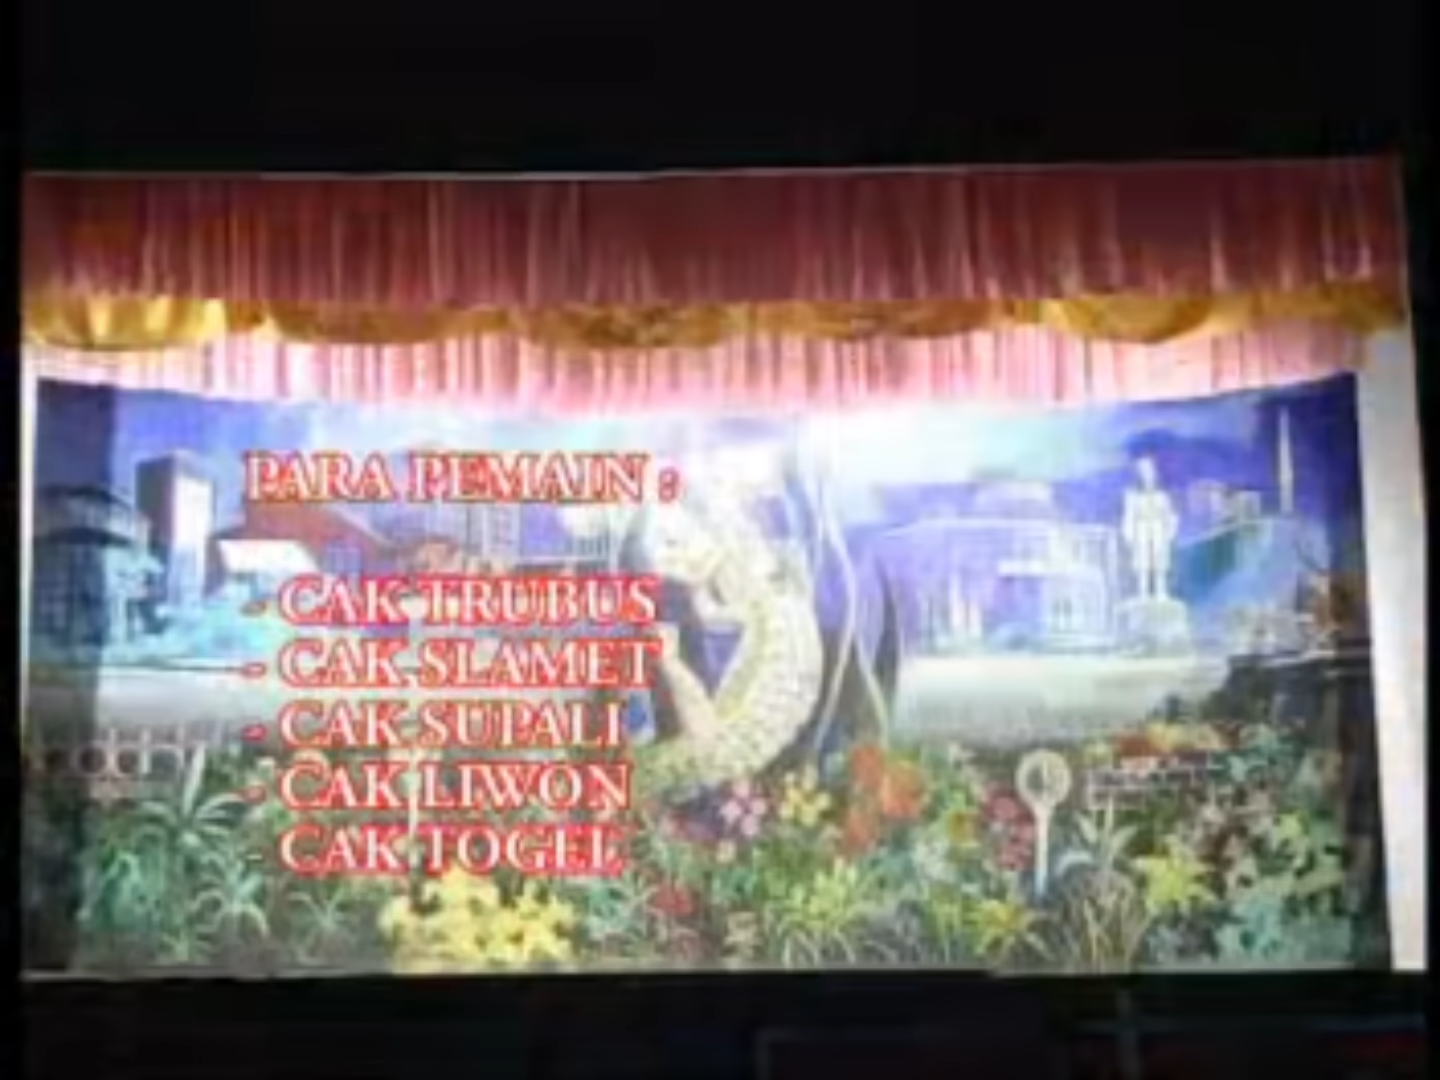 PARA PEMAIN :
- CAK TRUBUS
- CAK SLAMET
- CAK SUPALI
- CAK LIWON
- CAK TOGEL